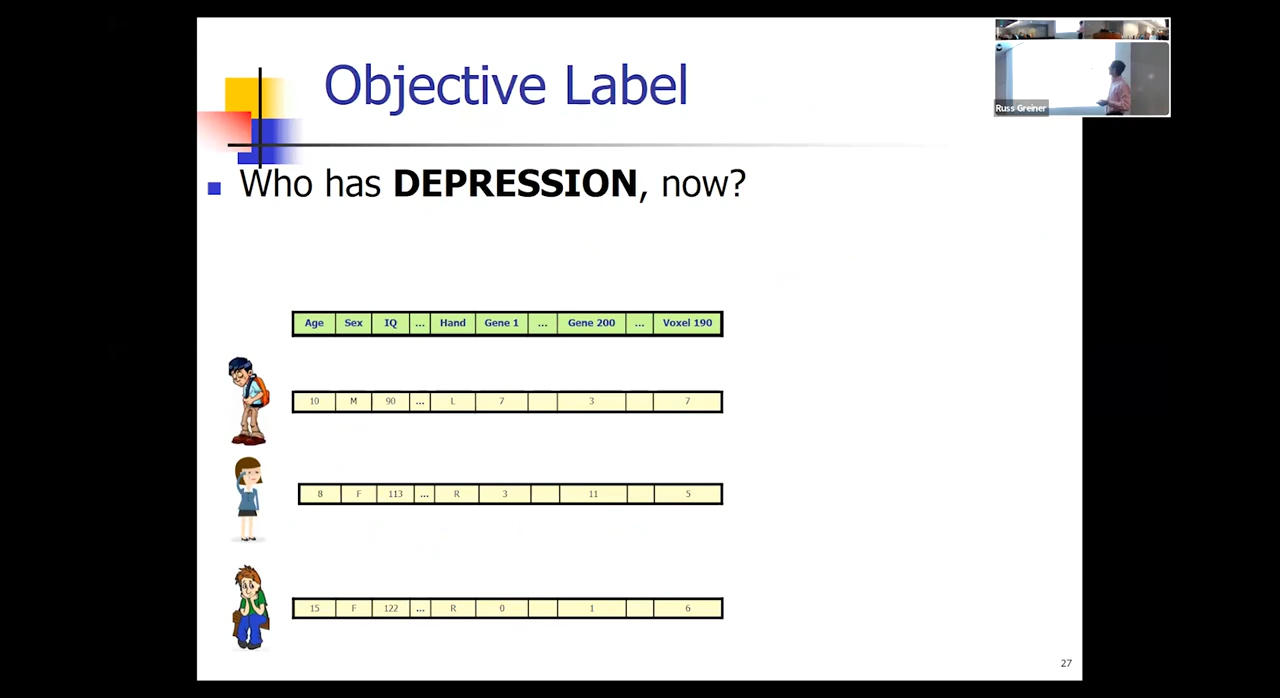 Objective Label
Russ Greiner
Who has DEPRESSION, now?
Age Sex IQ ... Hand Gene 1 ... Gene 200 ... Voxel 190
10 M 90 ... L 7 3 7
8 F 113 ... R 3 11 5
15 F 122 ... R 0 1 6
27